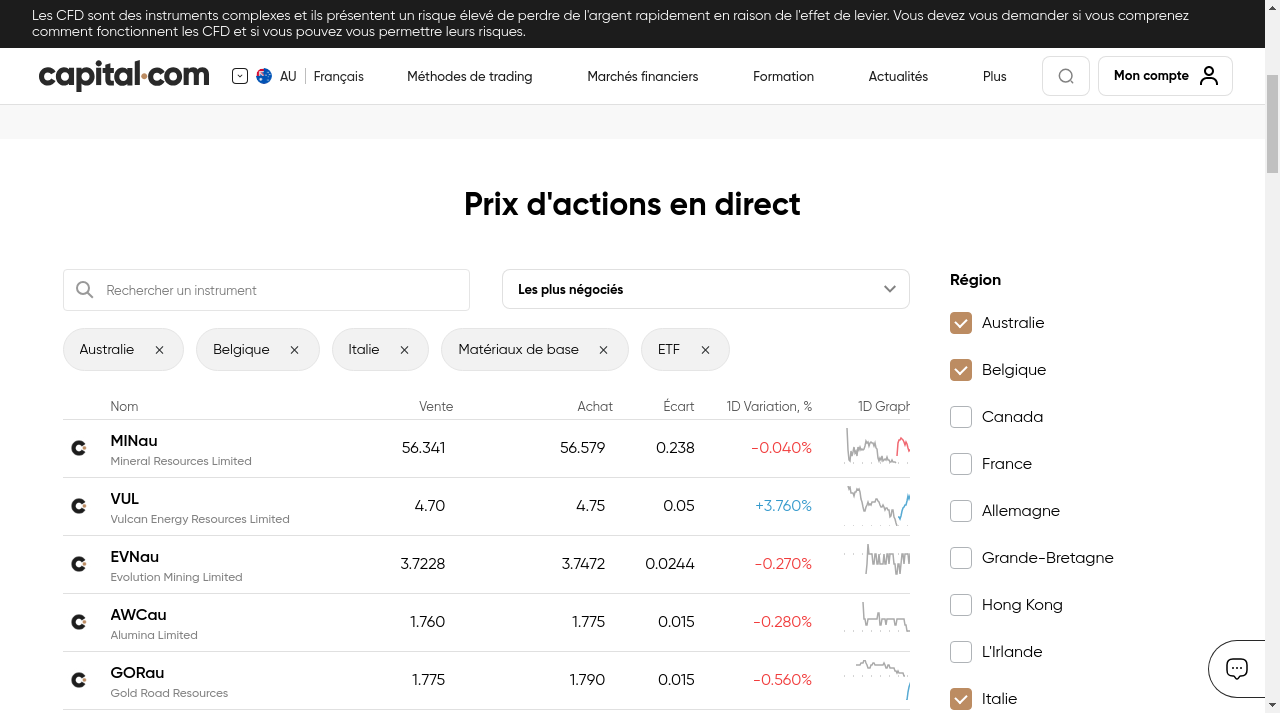 Les CFD sont des instruments complexes et ils présentent un risque élevé de perdre de l'argent rapidement en raison de l'effet de levier. Vous devez vous demander si vous comprenez
comment fonctionnent les CFD et si vous pouvez vous permettre leurs risques.
capital.com AU Français Méthodes de trading Marchés financiers Formation Actualités Plus Mon compte
Prix d'actions en direct
Rechercher un instrument Les plus négociés
Australie Belgique Italie Matériaux de base ETF
Nom Vente Achat Écart 1D Variation, % 1D Graph
MINau 56.341 56.579 0.238 -0.040%
Mineral Resources Limited
VUL 4.70 4.75 0.05 +3.760%
Vulcan Energy Resources Limited
EVNau 3.7228 3.7472 0.0244 -0.270%
Evolution Mining Limited
AWCau 1.760 1.775 0.015 -0.280%
Alumina Limited
GORau 1.775 1.790 0.015 -0.560%
Gold Road Resources
Région
Australie
Belgique
Canada
France
Allemagne
Grande-Bretagne
Hong Kong
L'Irlande
Italie